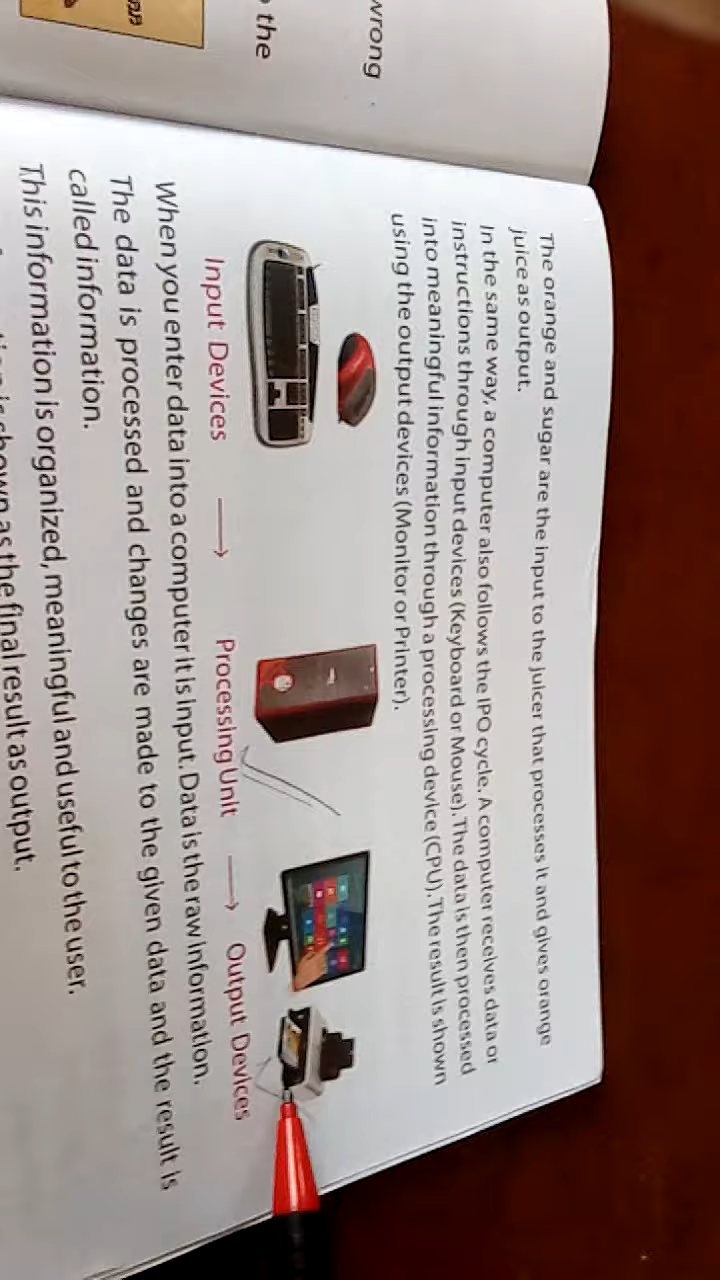 wrong
the
The orange and sugar are the input to the juicer that processes it and gives orange
juice as output.
In the same way, a computer also follows the IPO cycle. A computer receives data or
instructions through input devices (Keyboard or Mouse). The data is then processed
into meaningful information through a processing device (CPU). The result is shown
using the output devices (Monitor or Printer).
Input Devices → Processing Unit → Output Devices
When you enter data into a computer it is input. Data is the raw information.
The data is processed and changes are made to the given data and the result is
called information.
This information is organized, meaningful and useful to the user.
shown as the final result as output.